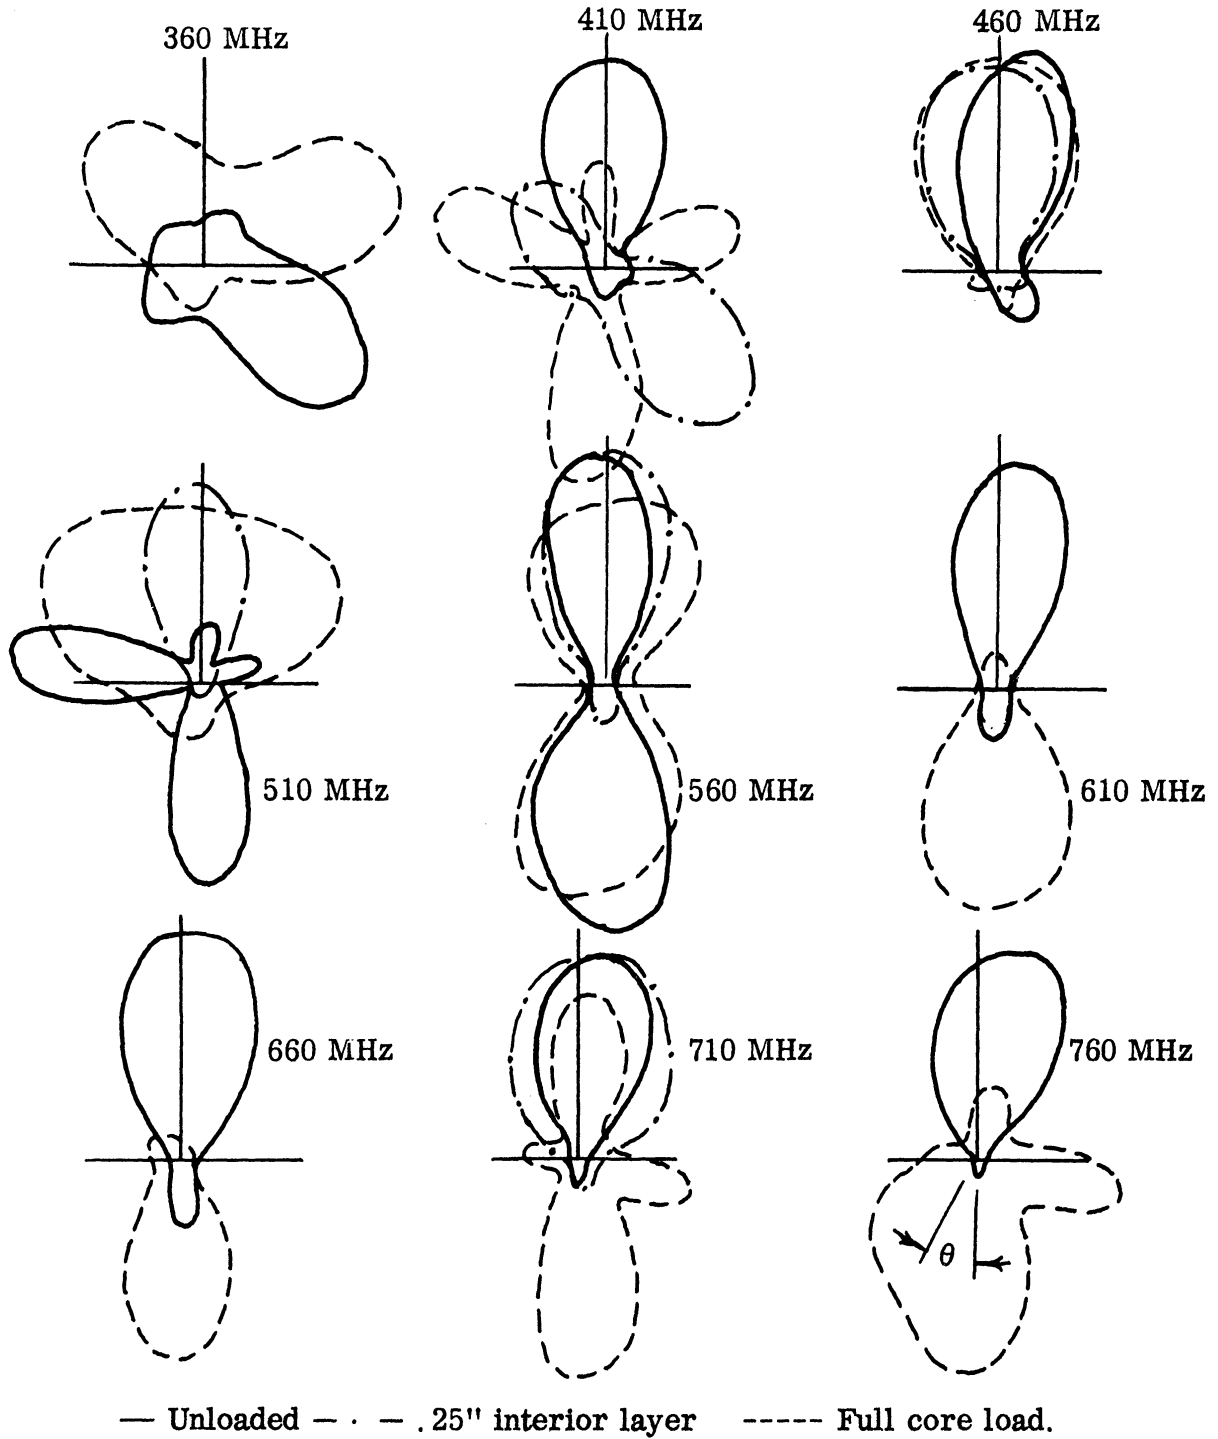 360 MHz
410 MHz
460 MHz
510 MHz
560 MHz
610 MHz
660 MHz
710 MHz
760 MHz
θ
— Unloaded — · — .25" interior layer ----- Full core load.